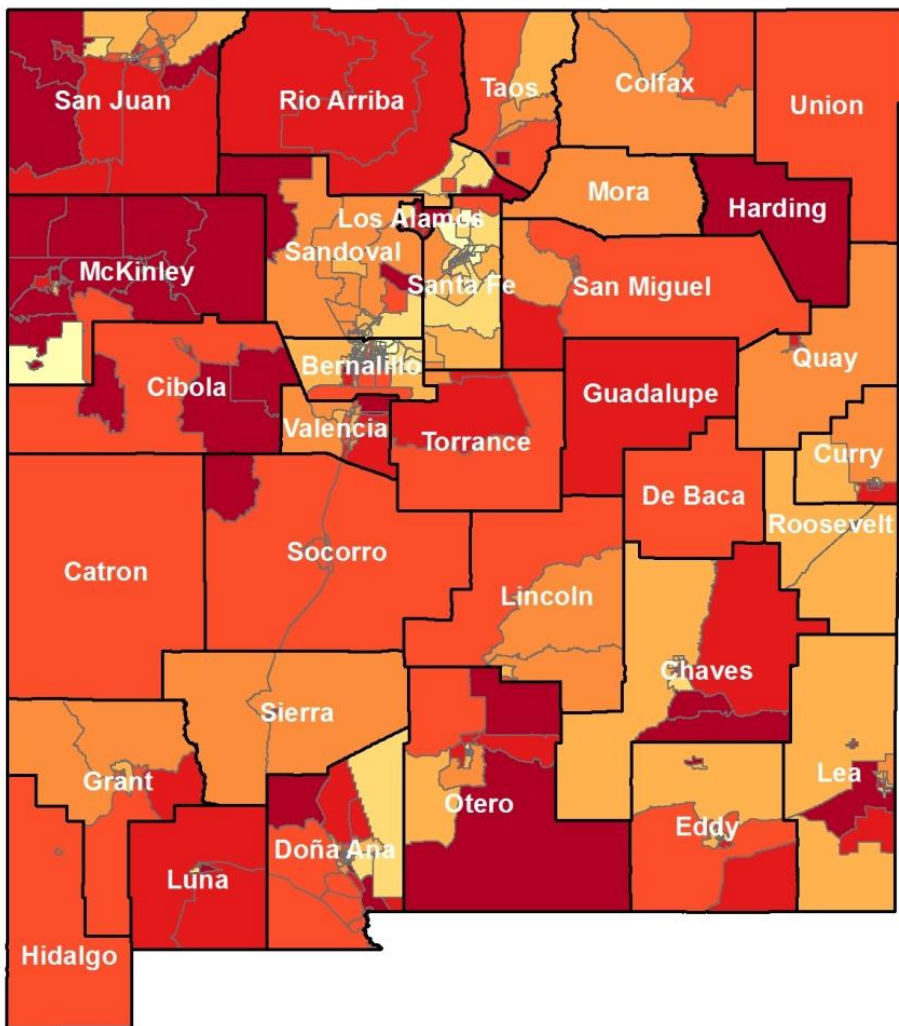 San Juan
Rio Arriba
Taos
Colfax
Union
Los Alamos
Mora
Harding
McKinley
Sandoval
Santa Fe
San Miguel
Cibola
Bernalillo
Quay
Guadalupe
Valencia
Torrance
Curry
De Baca
Roosevelt
Catron
Socorro
Lincoln
Chaves
Sierra
Grant
Otero
Lea
Eddy
Doña Ana
Luna
Hidalgo